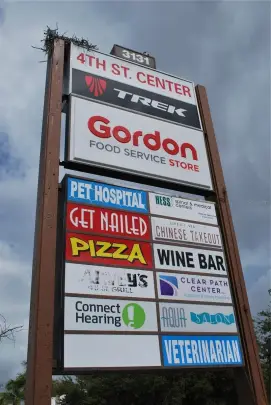 3131
4TH ST. CENTER
TREK
Gordon
FOOD SERVICE STORE
PET HOSPITAL
GET NAILED
CHINESE TAKEOUT
PIZZA
WINE BAR
CLEAR PATH
CENTER
Connect
Hearing
AQUA SALON
VETERINARIAN